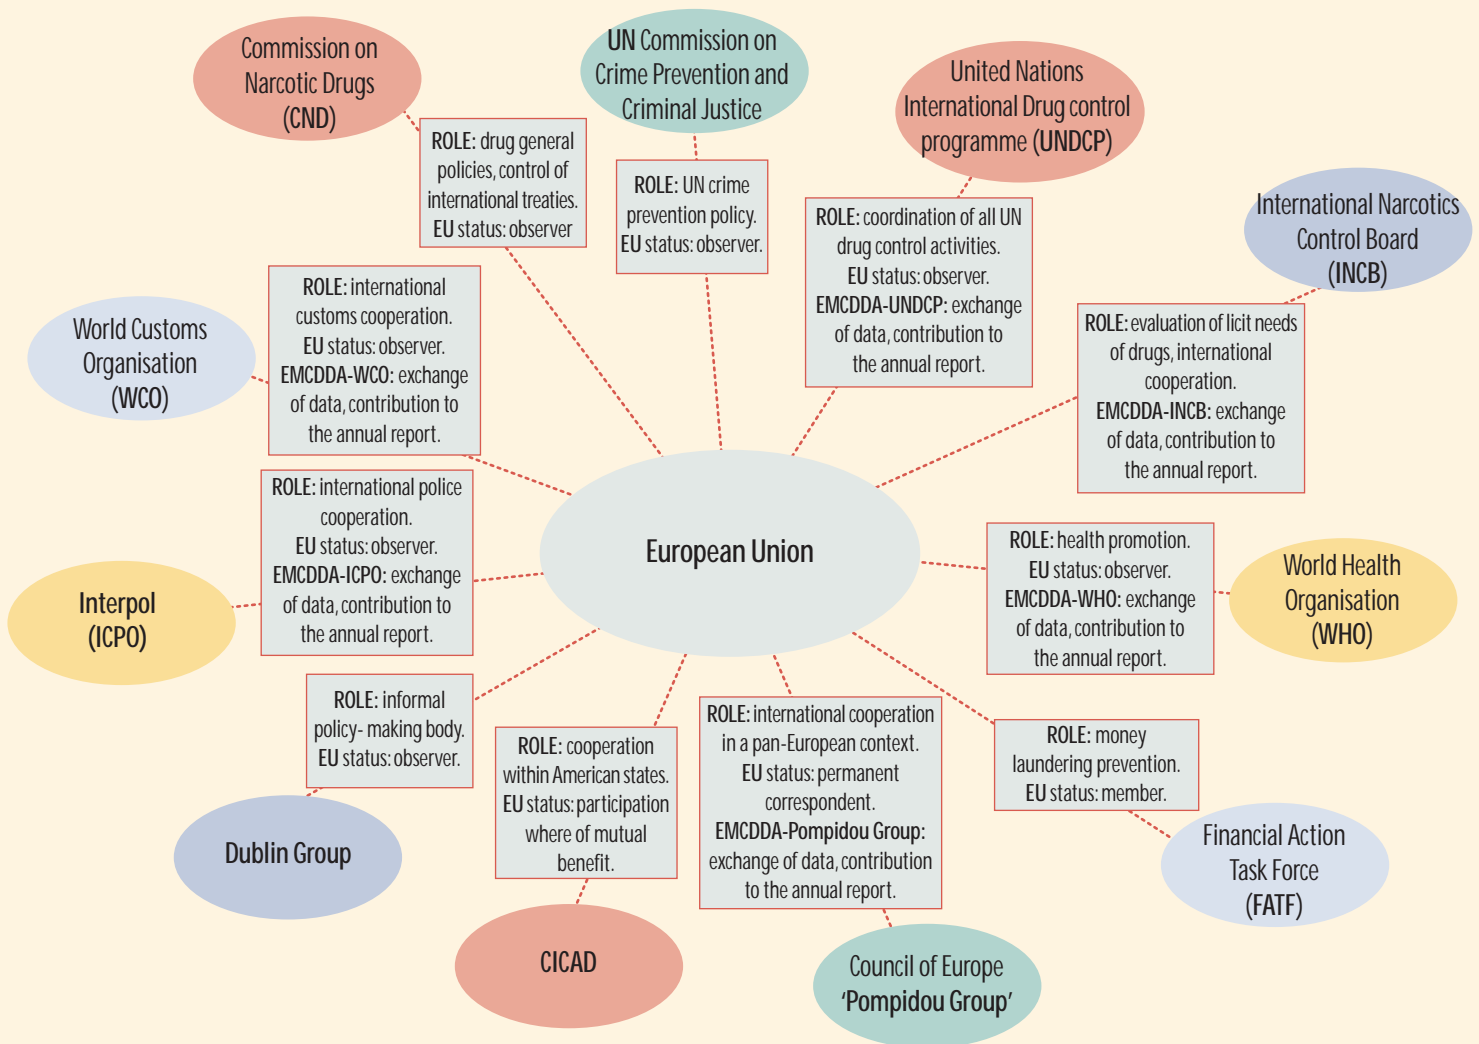 Commission on
Narcotic Drugs
(CND)
ROLE: drug general
policies, control of
international treaties.
EU status: observer
UN Commission on
Crime Prevention and
Criminal Justice
ROLE: UN crime
prevention policy.
EU status: observer.
United Nations
International Drug control
programme (UNDCP)
ROLE: coordination of all UN
drug control activities.
EU status: observer.
EMCDDA-UNDCP: exchange
of data, contribution to
the annual report.
International Narcotics
Control Board
(INCB)
ROLE: evaluation of licit needs
of drugs, international
cooperation.
EMCDDA-INCB: exchange
of data, contribution to
the annual report.
World Customs
Organisation
(WCO)
ROLE: international
customs cooperation.
EU status: observer.
EMCDDA-WCO: exchange
of data, contribution to
the annual report.
European Union
Interpol
(ICPO)
ROLE: international police
cooperation.
EU status: observer.
EMCDDA-ICPO: exchange
of data, contribution to
the annual report.
ROLE: health promotion.
EU status: observer.
EMCDDA-WHO: exchange
of data, contribution to
the annual report.
World Health
Organisation
(WHO)
ROLE: informal
policy- making body.
EU status: observer.
Dublin Group
ROLE: cooperation
within American states.
EU status: participation
where of mutual
benefit.
CICAD
ROLE: international cooperation
in a pan-European context.
EU status: permanent
correspondent.
EMCDDA-Pompidou Group:
exchange of data, contribution
to the annual report.
Council of Europe
'Pompidou Group'
ROLE: money
laundering prevention.
EU status: member.
Financial Action
Task Force
(FATF)